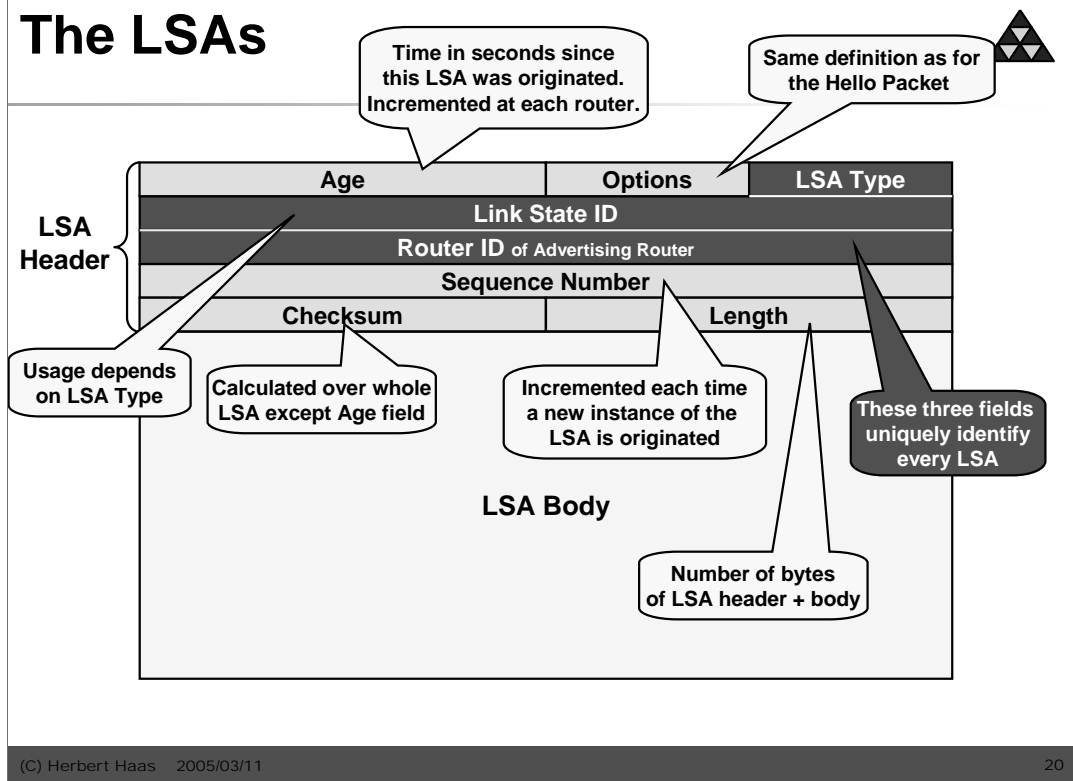 The LSAs
Time in seconds since
this LSA was originated.
Incremented at each router.
Same definition as for
the Hello Packet
Age
Options
LSA Type
LSA
Header
Link State ID
Router ID of Advertising Router
Sequence Number
Checksum
Length
Usage depends
on LSA Type
Calculated over whole
LSA except Age field
Incremented each time
a new instance of the
LSA is originated
These three fields
uniquely identify
every LSA
LSA Body
Number of bytes
of LSA header + body
(C) Herbert Haas 2005/03/11
20